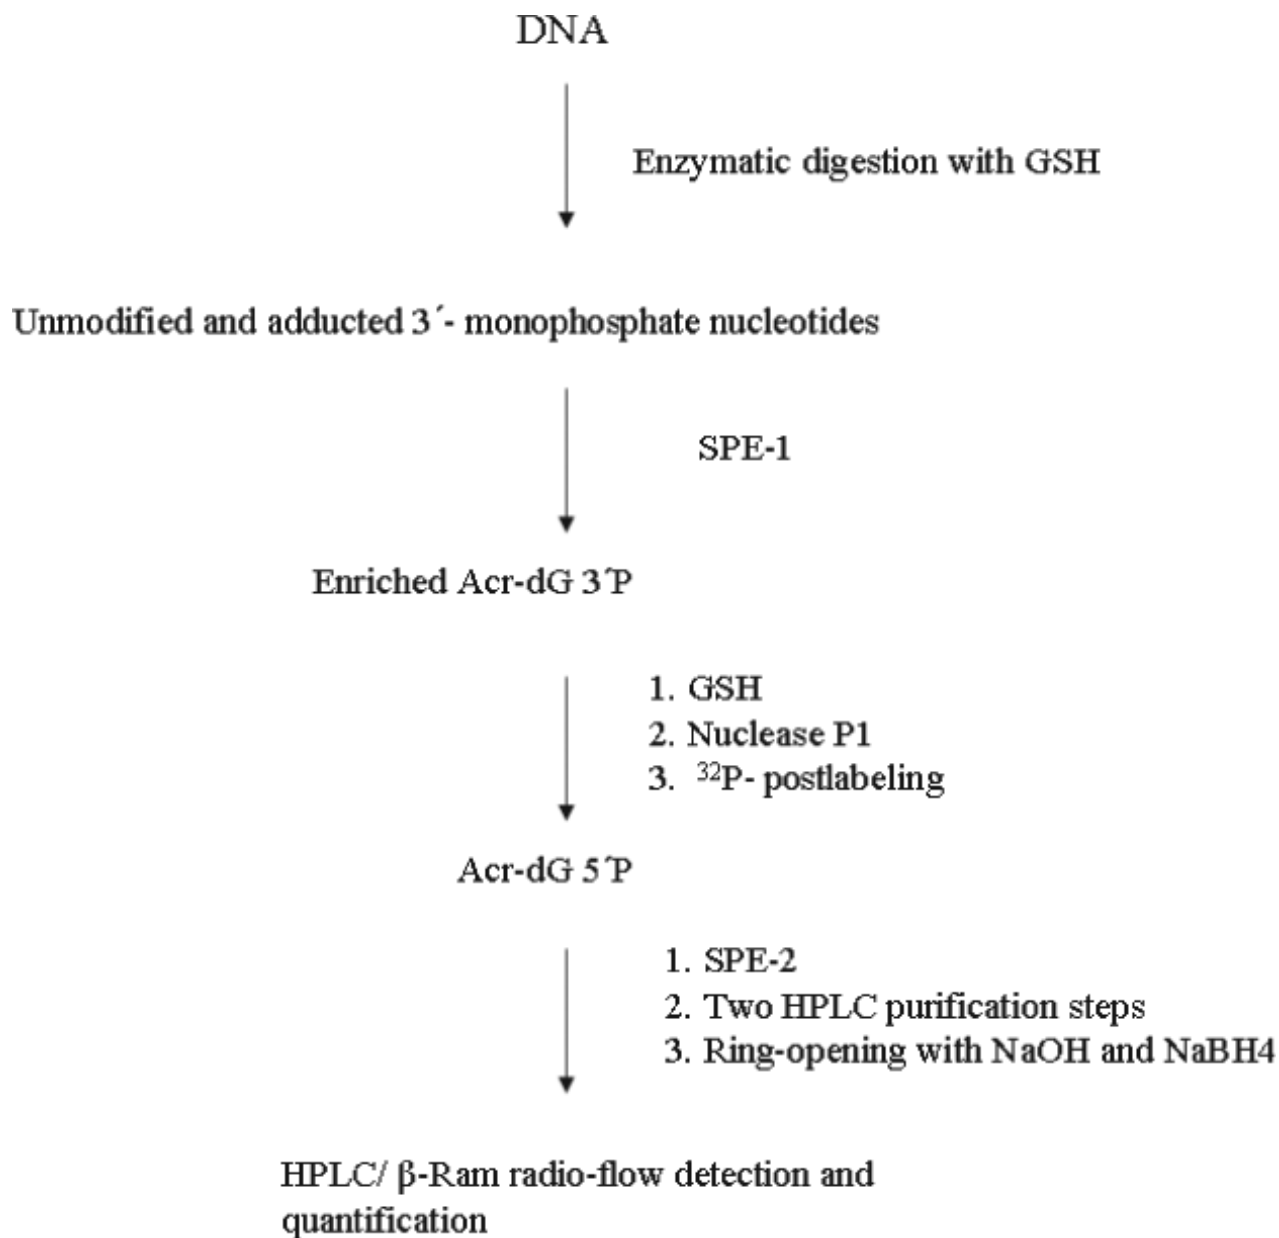 DNA
Enzymatic digestion with GSH
Unmodified and adducted 3´- monophosphate nucleotides
SPE-1
Enriched Acr-dG 3´P
1. GSH
2. Nuclease P1
3. ³²P- postlabeling
Acr-dG 5´P
1. SPE-2
2. Two HPLC purification steps
3. Ring-opening with NaOH and NaBH4
HPLC/ β-Ram radio-flow detection and
quantification